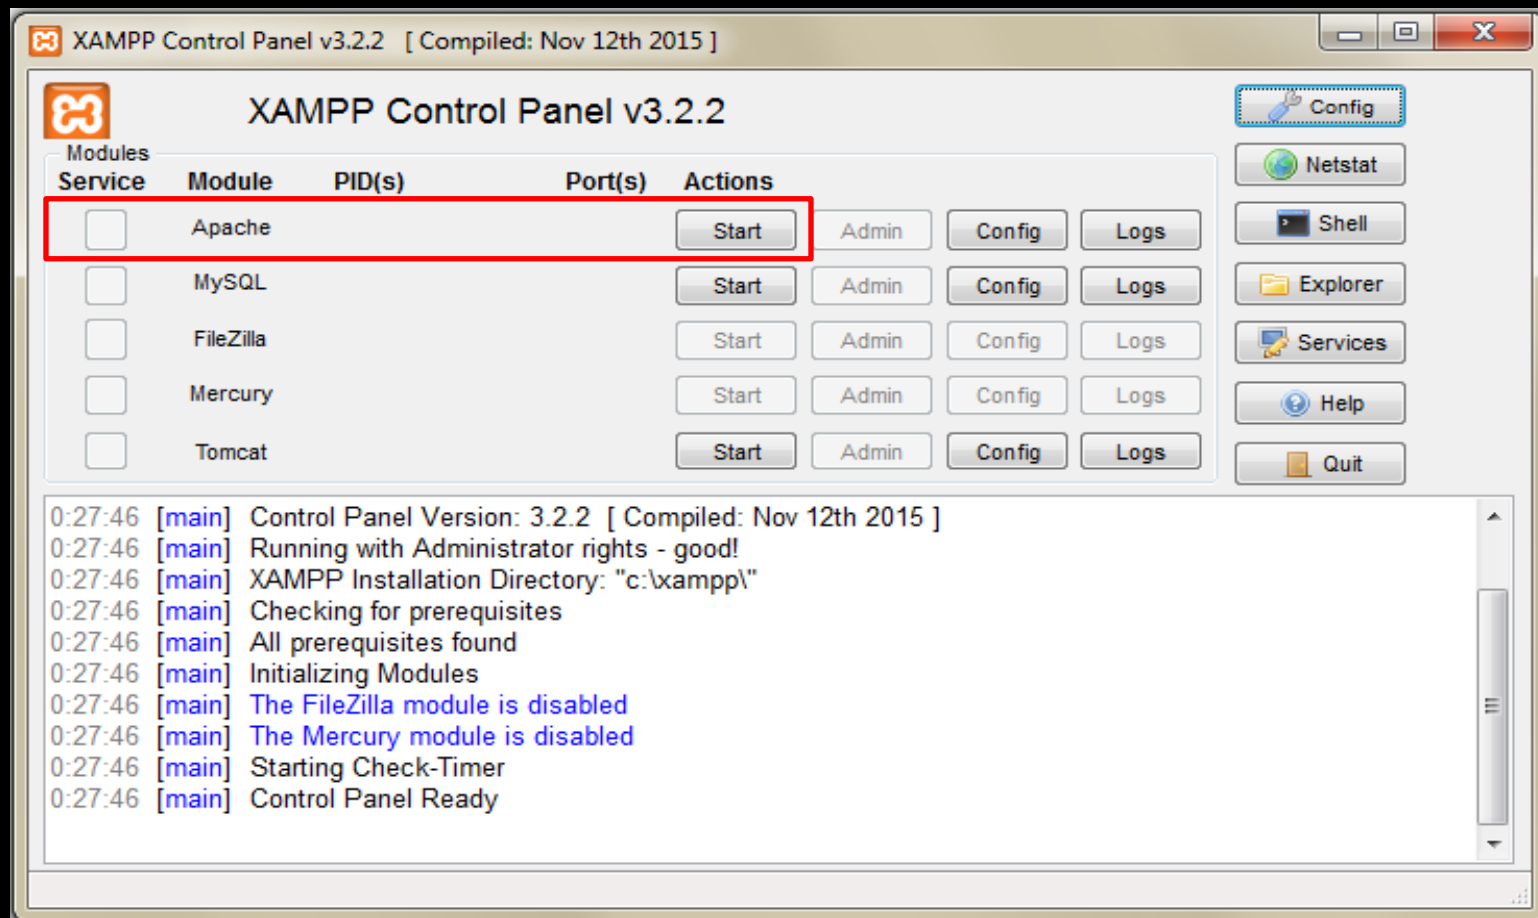 XAMPP Control Panel v3.2.2 [ Compiled: Nov 12th 2015 ]
XAMPP Control Panel v3.2.2
Config
Modules
Service Module PID(s) Port(s) Actions
Netstat
Apache Start Admin Config Logs
Shell
MySQL Start Admin Config Logs
Explorer
FileZilla Start Admin Config Logs
Services
Mercury Start Admin Config Logs
Help
Tomcat Start Admin Config Logs
Quit
0:27:46 [main] Control Panel Version: 3.2.2 [ Compiled: Nov 12th 2015 ]
0:27:46 [main] Running with Administrator rights - good!
0:27:46 [main] XAMPP Installation Directory: "c:\xampp\"
0:27:46 [main] Checking for prerequisites
0:27:46 [main] All prerequisites found
0:27:46 [main] Initializing Modules
0:27:46 [main] The FileZilla module is disabled
0:27:46 [main] The Mercury module is disabled
0:27:46 [main] Starting Check-Timer
0:27:46 [main] Control Panel Ready